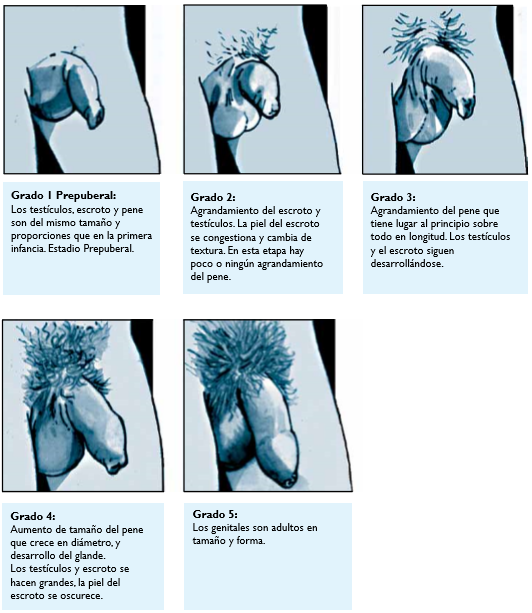 Grado 1 Prepuberal:
Los testículos, escroto y pene
son del mismo tamaño y
proporciones que en la primera
infancia. Estadio Prepuberal.
Grado 2:
Agrandamiento del escroto y
testículos. La piel del escroto
se congestiona y cambia de
textura. En esta etapa hay
poco o ningún agrandamiento
del pene.
Grado 3:
Agrandamiento del pene que
tiene lugar al principio sobre
todo en longitud. Los testículos
y el escroto siguen
desarrollándose.
Grado 4:
Aumento de tamaño del pene
que crece en diámetro, y
desarrollo del glande.
Los testículos y escroto se
hacen grandes, la piel del
escroto se oscurece.
Grado 5:
Los genitales son adultos en
tamaño y forma.